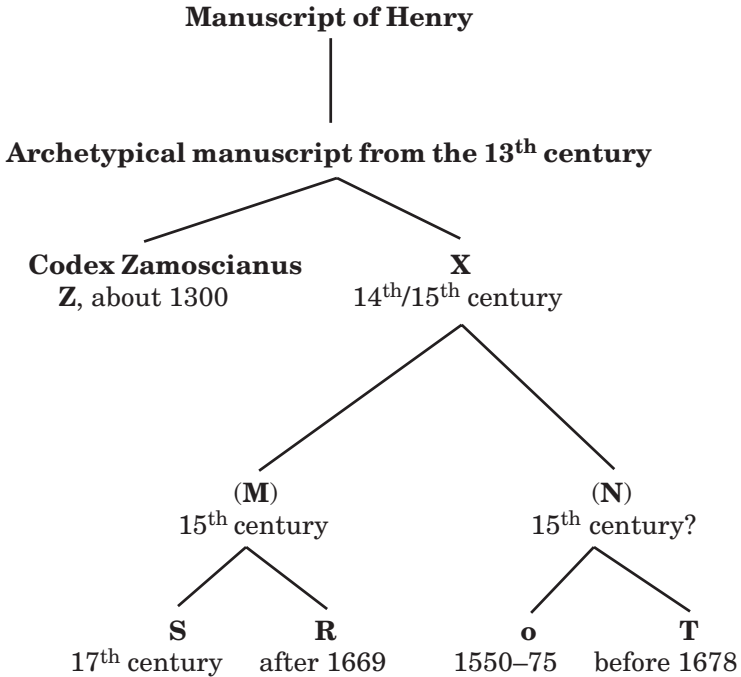 Manuscript of Henry
Archetypical manuscript from the 13th century
Codex Zamoscianus
Z, about 1300
X
14th/15th century
(M)
15th century
(N)
15th century?
S
17th century
R
after 1669
o
1550–75
T
before 1678